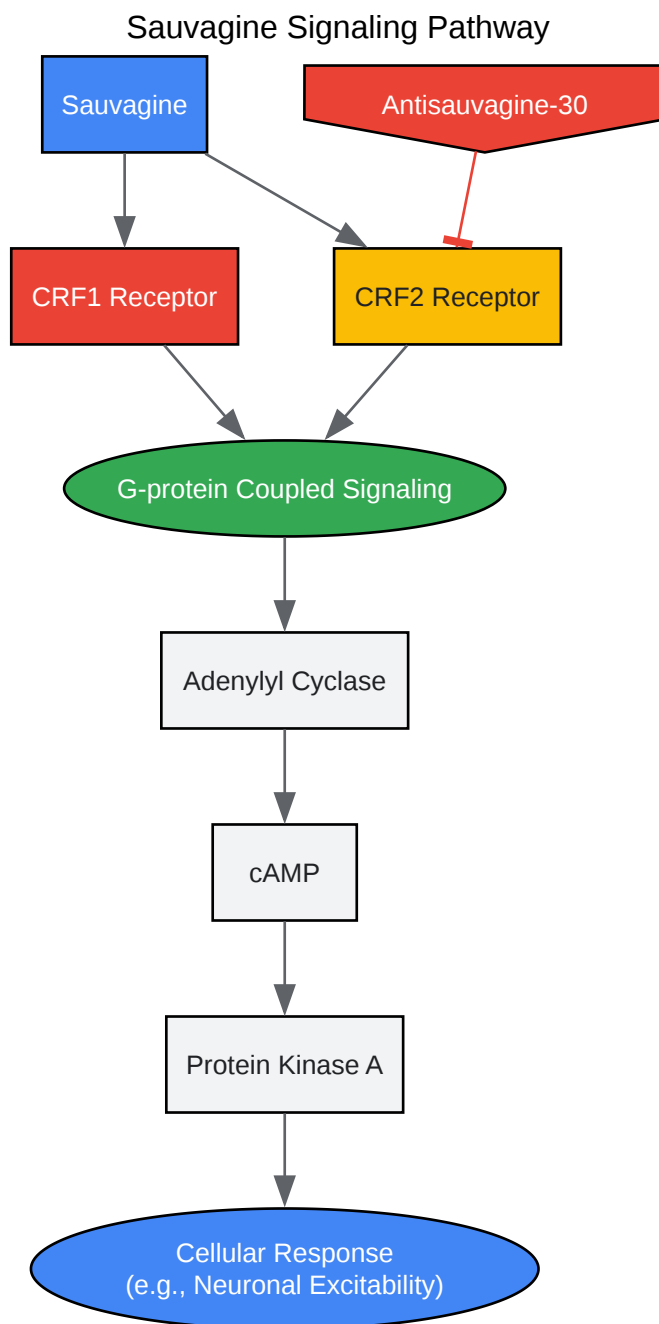 Sauvagine Signaling Pathway
Sauvagine
Antisauvagine-30
CRF1 Receptor
CRF2 Receptor
G-protein Coupled Signaling
Adenylyl Cyclase
cAMP
Protein Kinase A
Cellular Response
(e.g., Neuronal Excitability)